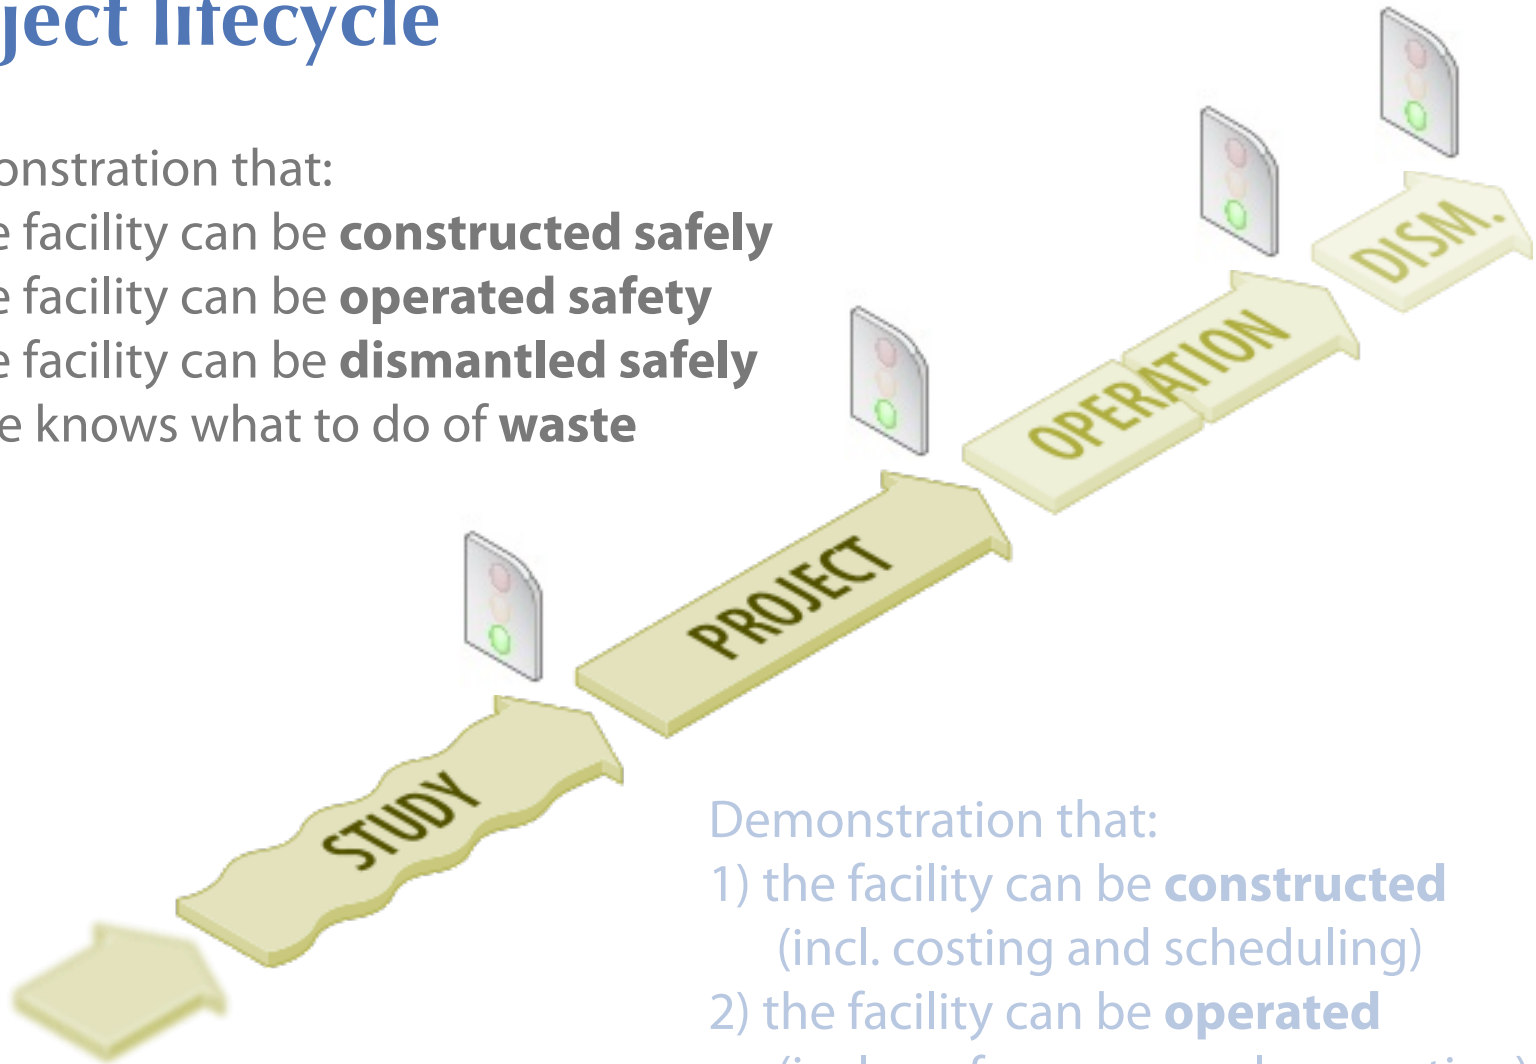 ject lifecycle
onstration that:
e facility can be constructed safely
e facility can be operated safety
e facility can be dismantled safely
e knows what to do of waste
DISM.
OPERATION
PROJECT
STUDY
Demonstration that:
1) the facility can be constructed
(incl. costing and scheduling)
2) the facility can be operated